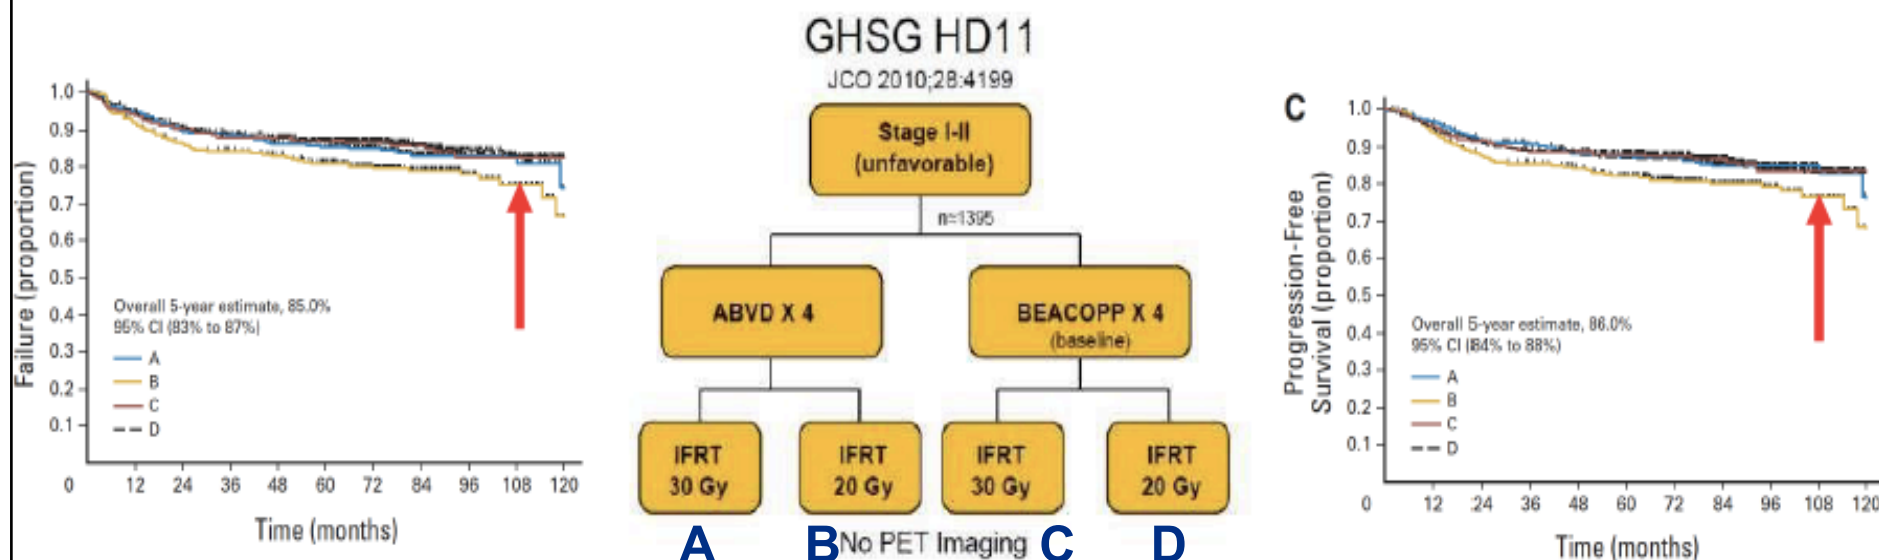 GHSG HD11
JCO 2010;28:4199
Stage I-II
(unfavorable)
n=1395
ABVD X 4
BEACOPP X 4
(baseline)
IFRT
30 Gy
IFRT
20 Gy
IFRT
30 Gy
IFRT
20 Gy
A
B
No PET Imaging
C
D
Failure (proportion)
1.0
0.9
0.8
0.7
0.6
0.5
0.4
0.3
0.2
0.1
Overall 5-year estimate, 85.0%
95% CI (83% to 87%)
A
B
C
D
0 12 24 36 48 60 72 84 96 108 120
Time (months)
C
Progression-Free
Survival (proportion)
1.0
0.9
0.8
0.7
0.6
0.5
0.4
0.3
0.2
0.1
Overall 5-year estimate, 86.0%
95% CI (84% to 88%)
A
B
C
D
0 12 24 36 48 60 72 84 96 108 120
Time (months)